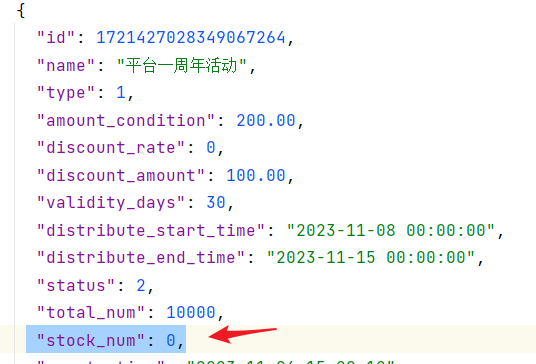 {
"id": 1721427028349067264,
"name": "平台一周年活动",
"type": 1,
"amount_condition": 200.00,
"discount_rate": 0,
"discount_amount": 100.00,
"validity_days": 30,
"distribute_start_time": "2023-11-08 00:00:00",
"distribute_end_time": "2023-11-15 00:00:00",
"status": 2,
"total_num": 10000,
"stock_num": 0,